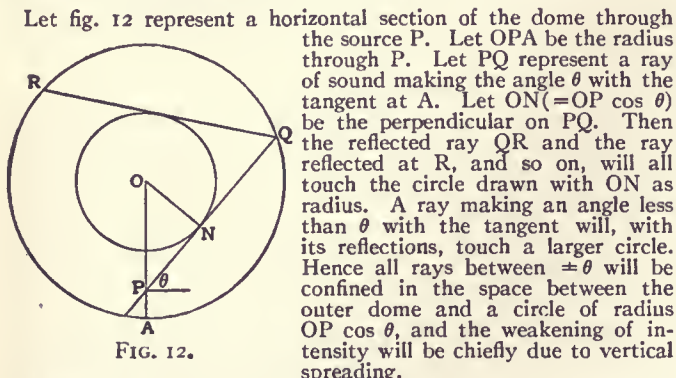 Let fig. 12 represent a horizontal section of the dome through
the source P. Let OPA be the radius
through P. Let PQ represent a ray
of sound making the angle θ with the
tangent at A. Let ON(=OP cos θ)
be the perpendicular on PQ. Then
the reflected ray QR and the ray
reflected at R, and so on, will all
touch the circle drawn with ON as
radius. A ray making an angle less
than θ with the tangent will, with
its reflections, touch a larger circle.
Hence all rays between ±θ will be
confined in the space between the
outer dome and a circle of radius
OP cos θ, and the weakening of in-
tensity will be chiefly due to vertical
spreading.
R
Q
O
N
P θ
A
FIG. 12.